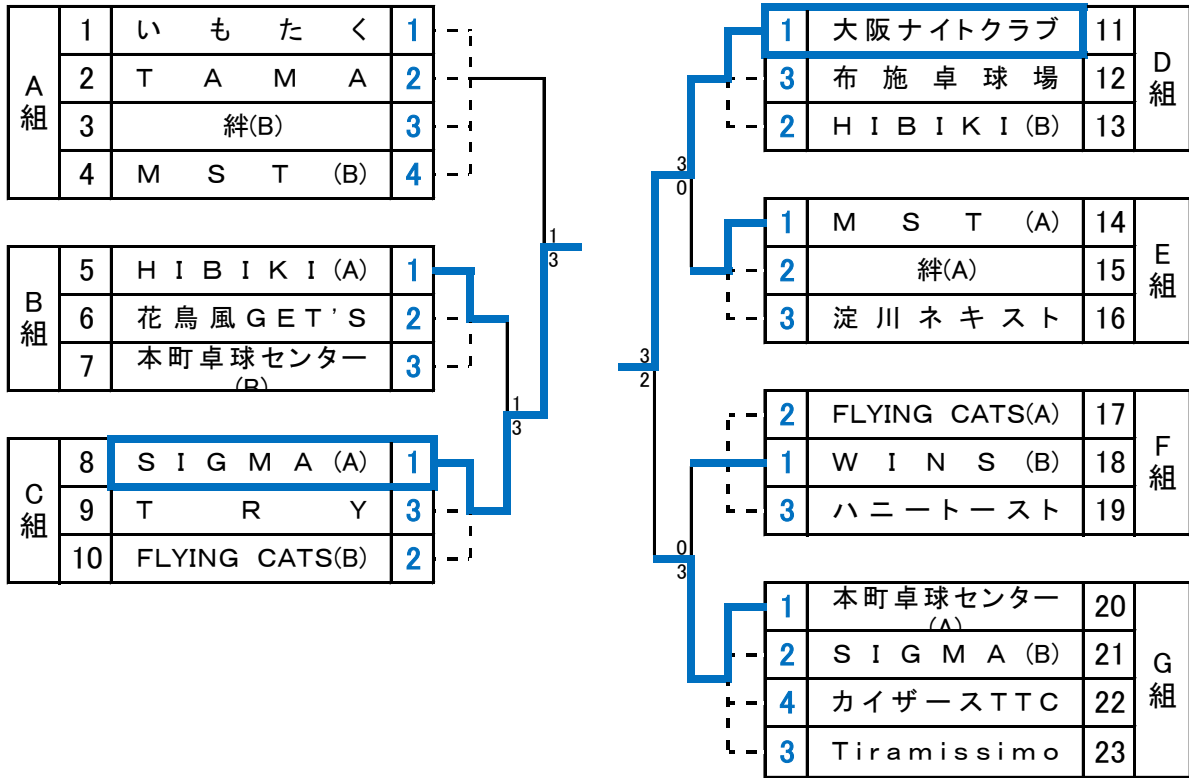 A組
1 いもたく 1
2 TAMA 2
3 絆(B) 3
4 MST(B) 4
B組
5 HIBIKI(A) 1
6 花鳥風GET'S 2
7 本町卓球センター(B) 3
C組
8 SIGMA(A) 1
9 TRY 3
10 FLYING CATS(B) 2
1
3
1
3
1 大阪ナイトクラブ 11
3 布施卓球場 12
2 HIBIKI(B) 13
D組
3
0
1 MST(A) 14
2 絆(A) 15
3 淀川ネキスト 16
E組
3
2
2 FLYING CATS(A) 17
1 WINS(B) 18
3 ハニートースト 19
F組
0
3
1 本町卓球センター(A) 20
2 SIGMA(B) 21
4 カイザースTTC 22
3 Tiramissimo 23
G組